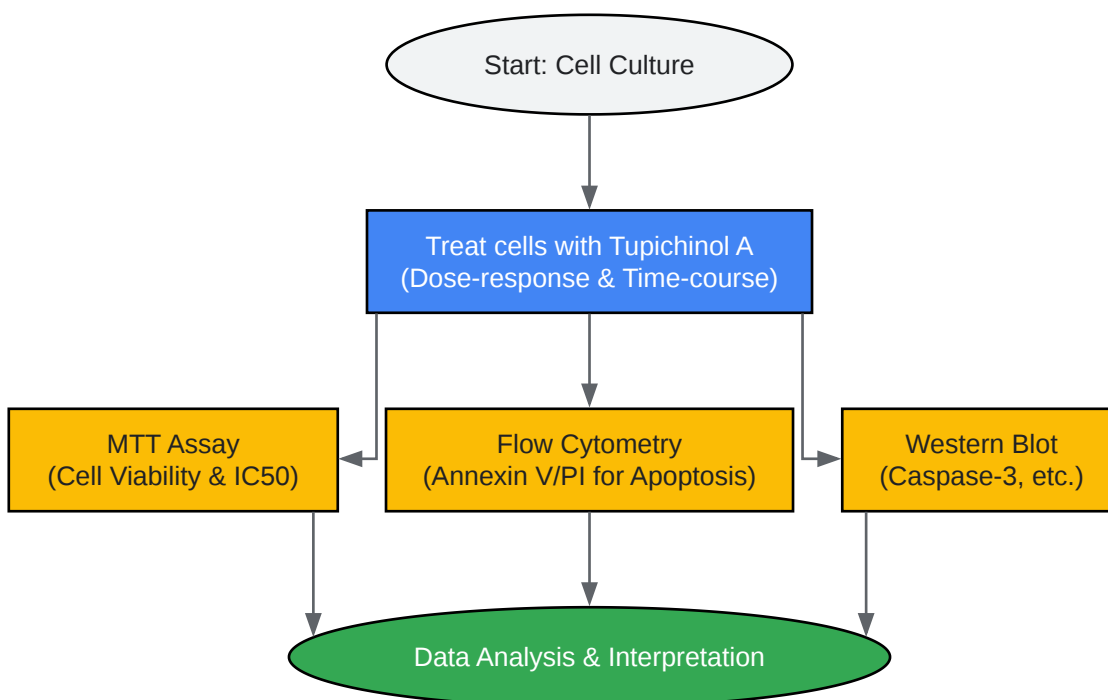 Start: Cell Culture
Treat cells with Tupichinol A
(Dose-response & Time-course)
MTT Assay
(Cell Viability & IC50)
Flow Cytometry
(Annexin V/PI for Apoptosis)
Western Blot
(Caspase-3, etc.)
Data Analysis & Interpretation